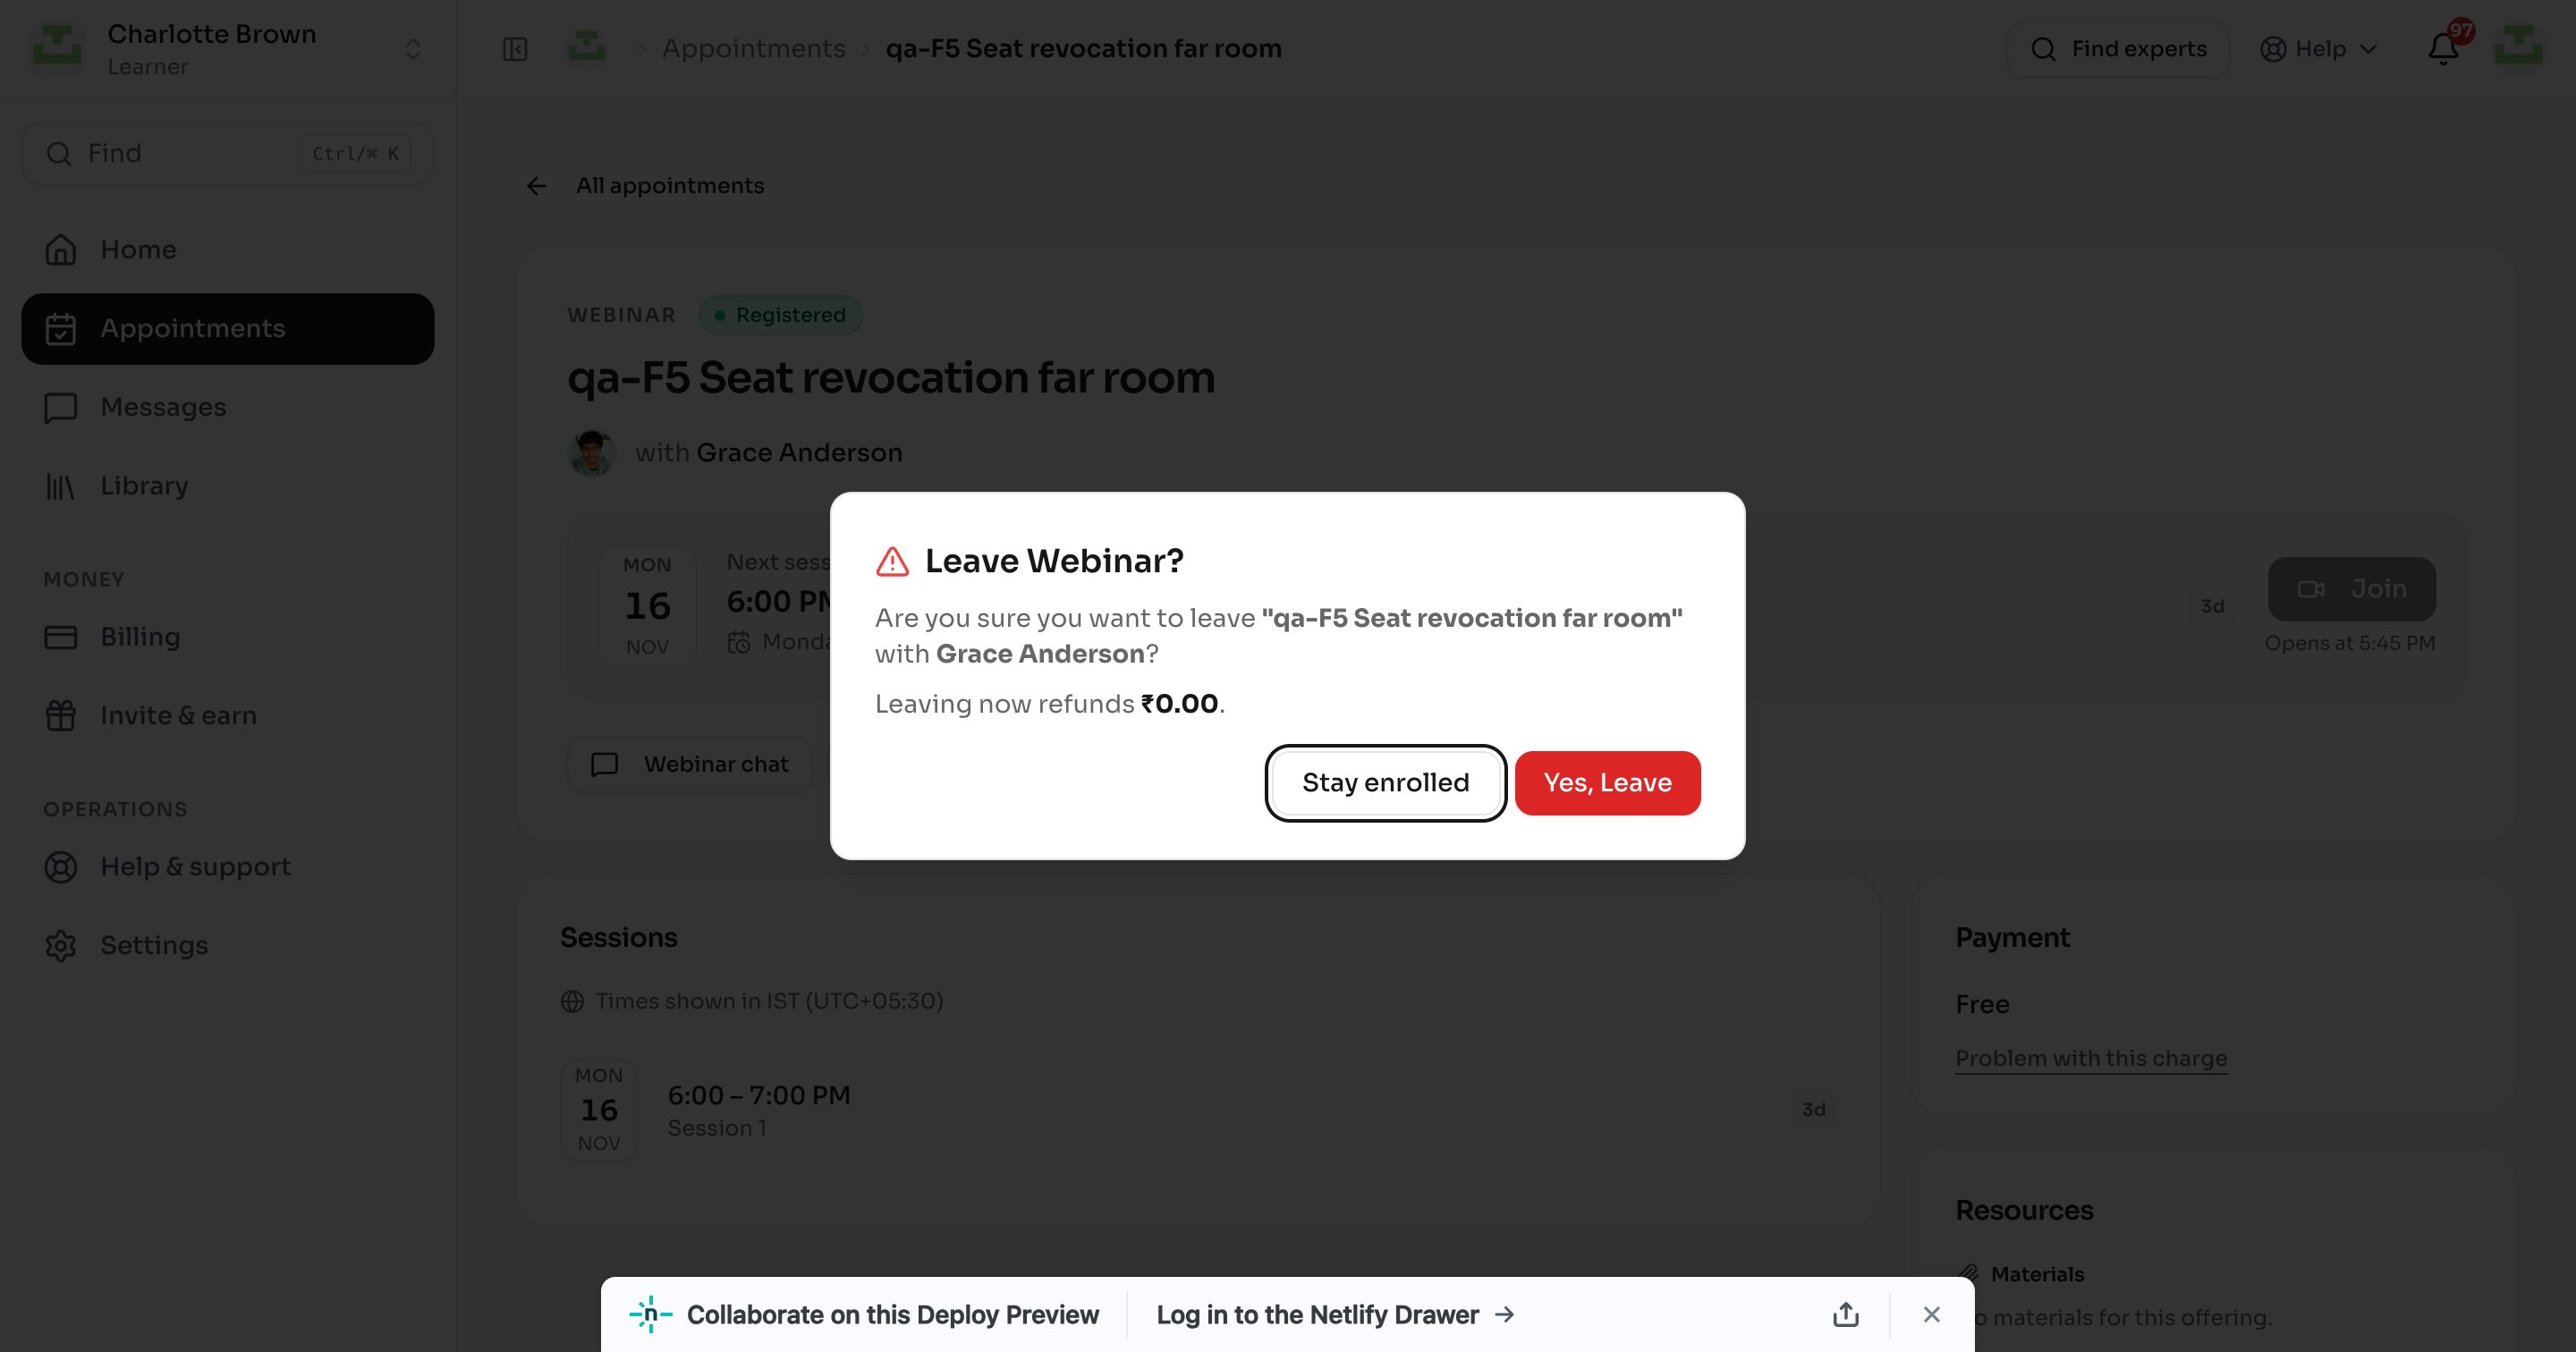 Charlotte Brown
Learner
Appointments
qa-F5 Seat revocation far room
Find experts
Help
97
Find
Ctrl/⌘ K
All appointments
Home
Appointments
Messages
Library
MONEY
Billing
Invite & earn
OPERATIONS
Help & support
Settings
WEBINAR
Registered
qa-F5 Seat revocation far room
with Grace Anderson
MON
16
NOV
Next sess
6:00 PM
Monda
3d
Join
Opens at 5:45 PM
Webinar chat
Leave Webinar?
Are you sure you want to leave "qa-F5 Seat revocation far room"
with Grace Anderson?
Leaving now refunds ₹0.00.
Stay enrolled
Yes, Leave
Sessions
Times shown in IST (UTC+05:30)
MON
16
NOV
6:00 – 7:00 PM
Session 1
3d
Payment
Free
Problem with this charge
Resources
Materials
o materials for this offering.
Collaborate on this Deploy Preview
Log in to the Netlify Drawer →